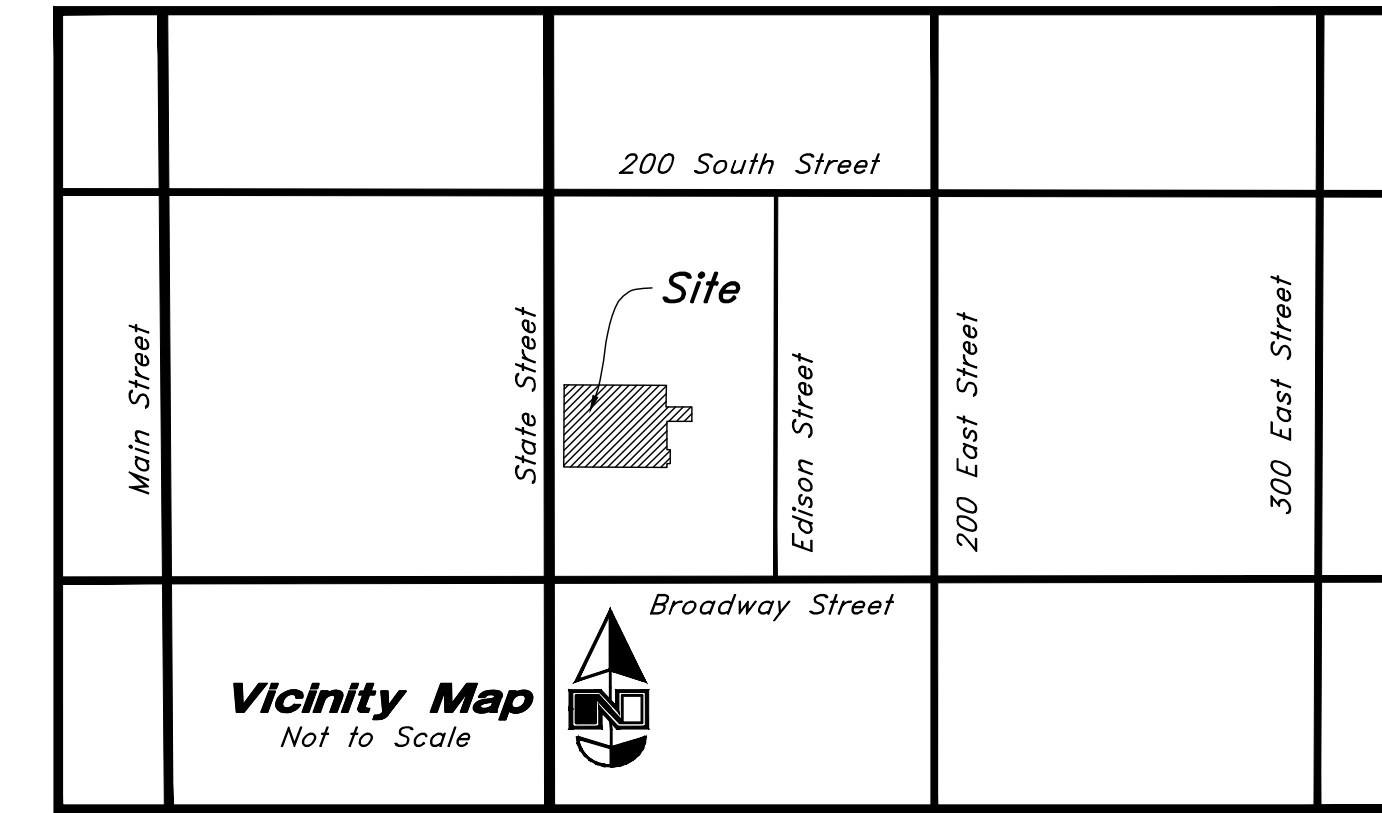 200 South Street
Site
Main Street
State Street
Edison Street
200 East Street
300 East Street
Broadway Street
Vicinity Map
Not to Scale
N